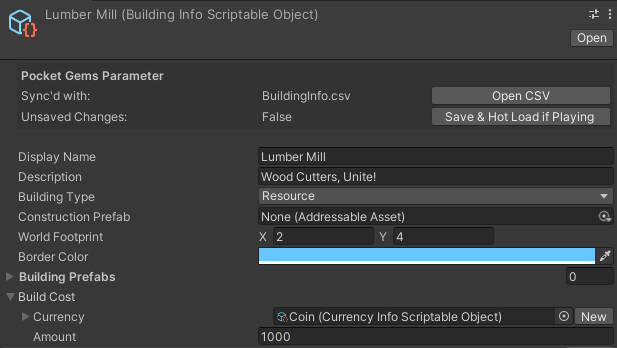 Lumber Mill (Building Info Scriptable Object)
Open
Pocket Gems Parameter
Sync'd with: BuildingInfo.csv Open CSV
Unsaved Changes: False Save & Hot Load if Playing
Display Name Lumber Mill
Description Wood Cutters, Unite!
Building Type Resource
Construction Prefab None (Addressable Asset)
World Footprint X 2 Y 4
Border Color
Building Prefabs 0
Build Cost
Currency Coin (Currency Info Scriptable Object) New
Amount 1000